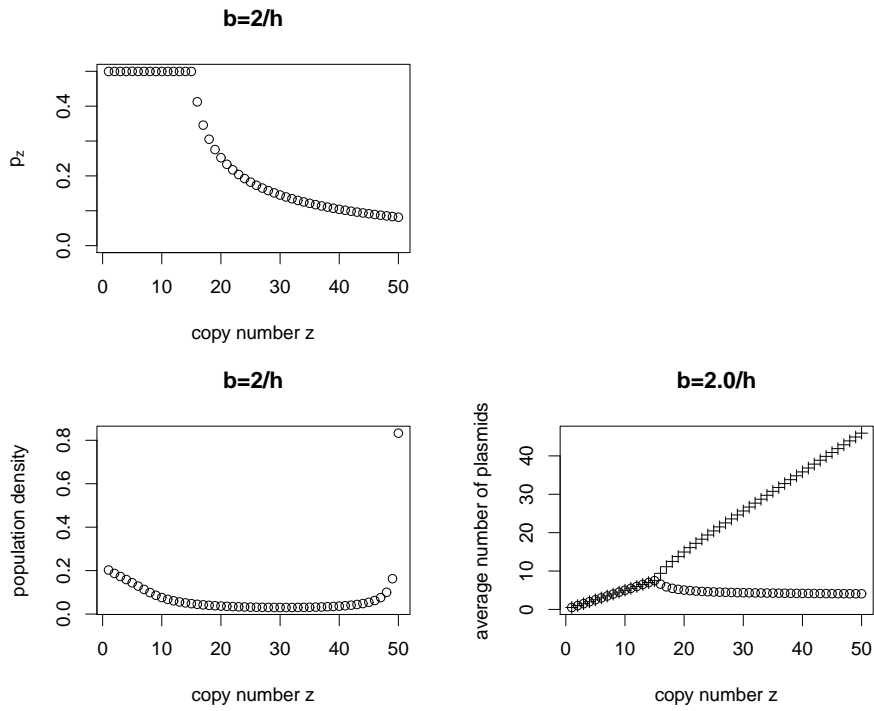 b=2/h
0.4
0.2
0.0
p_z
0 10 20 30 40 50
copy number z
b=2/h
0.8
0.6
0.4
0.2
0.0
population density
0 10 20 30 40 50
copy number z
b=2.0/h
40
30
20
10
0
average number of plasmids
0 10 20 30 40 50
copy number z